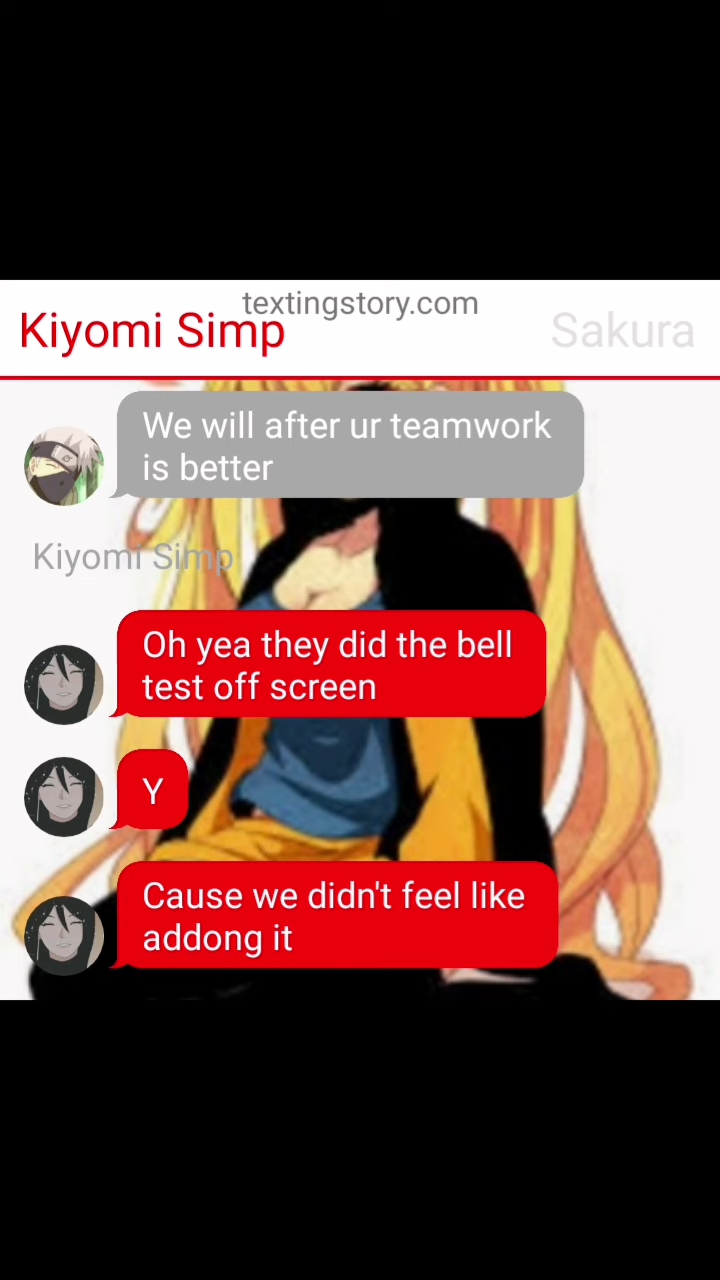 textingstory.com
Kiyomi Simp
Sakura
We will after ur teamwork
is better
Kiyomi Simp
Oh yea they did the bell
test off screen
Y
Cause we didn't feel like
addong it